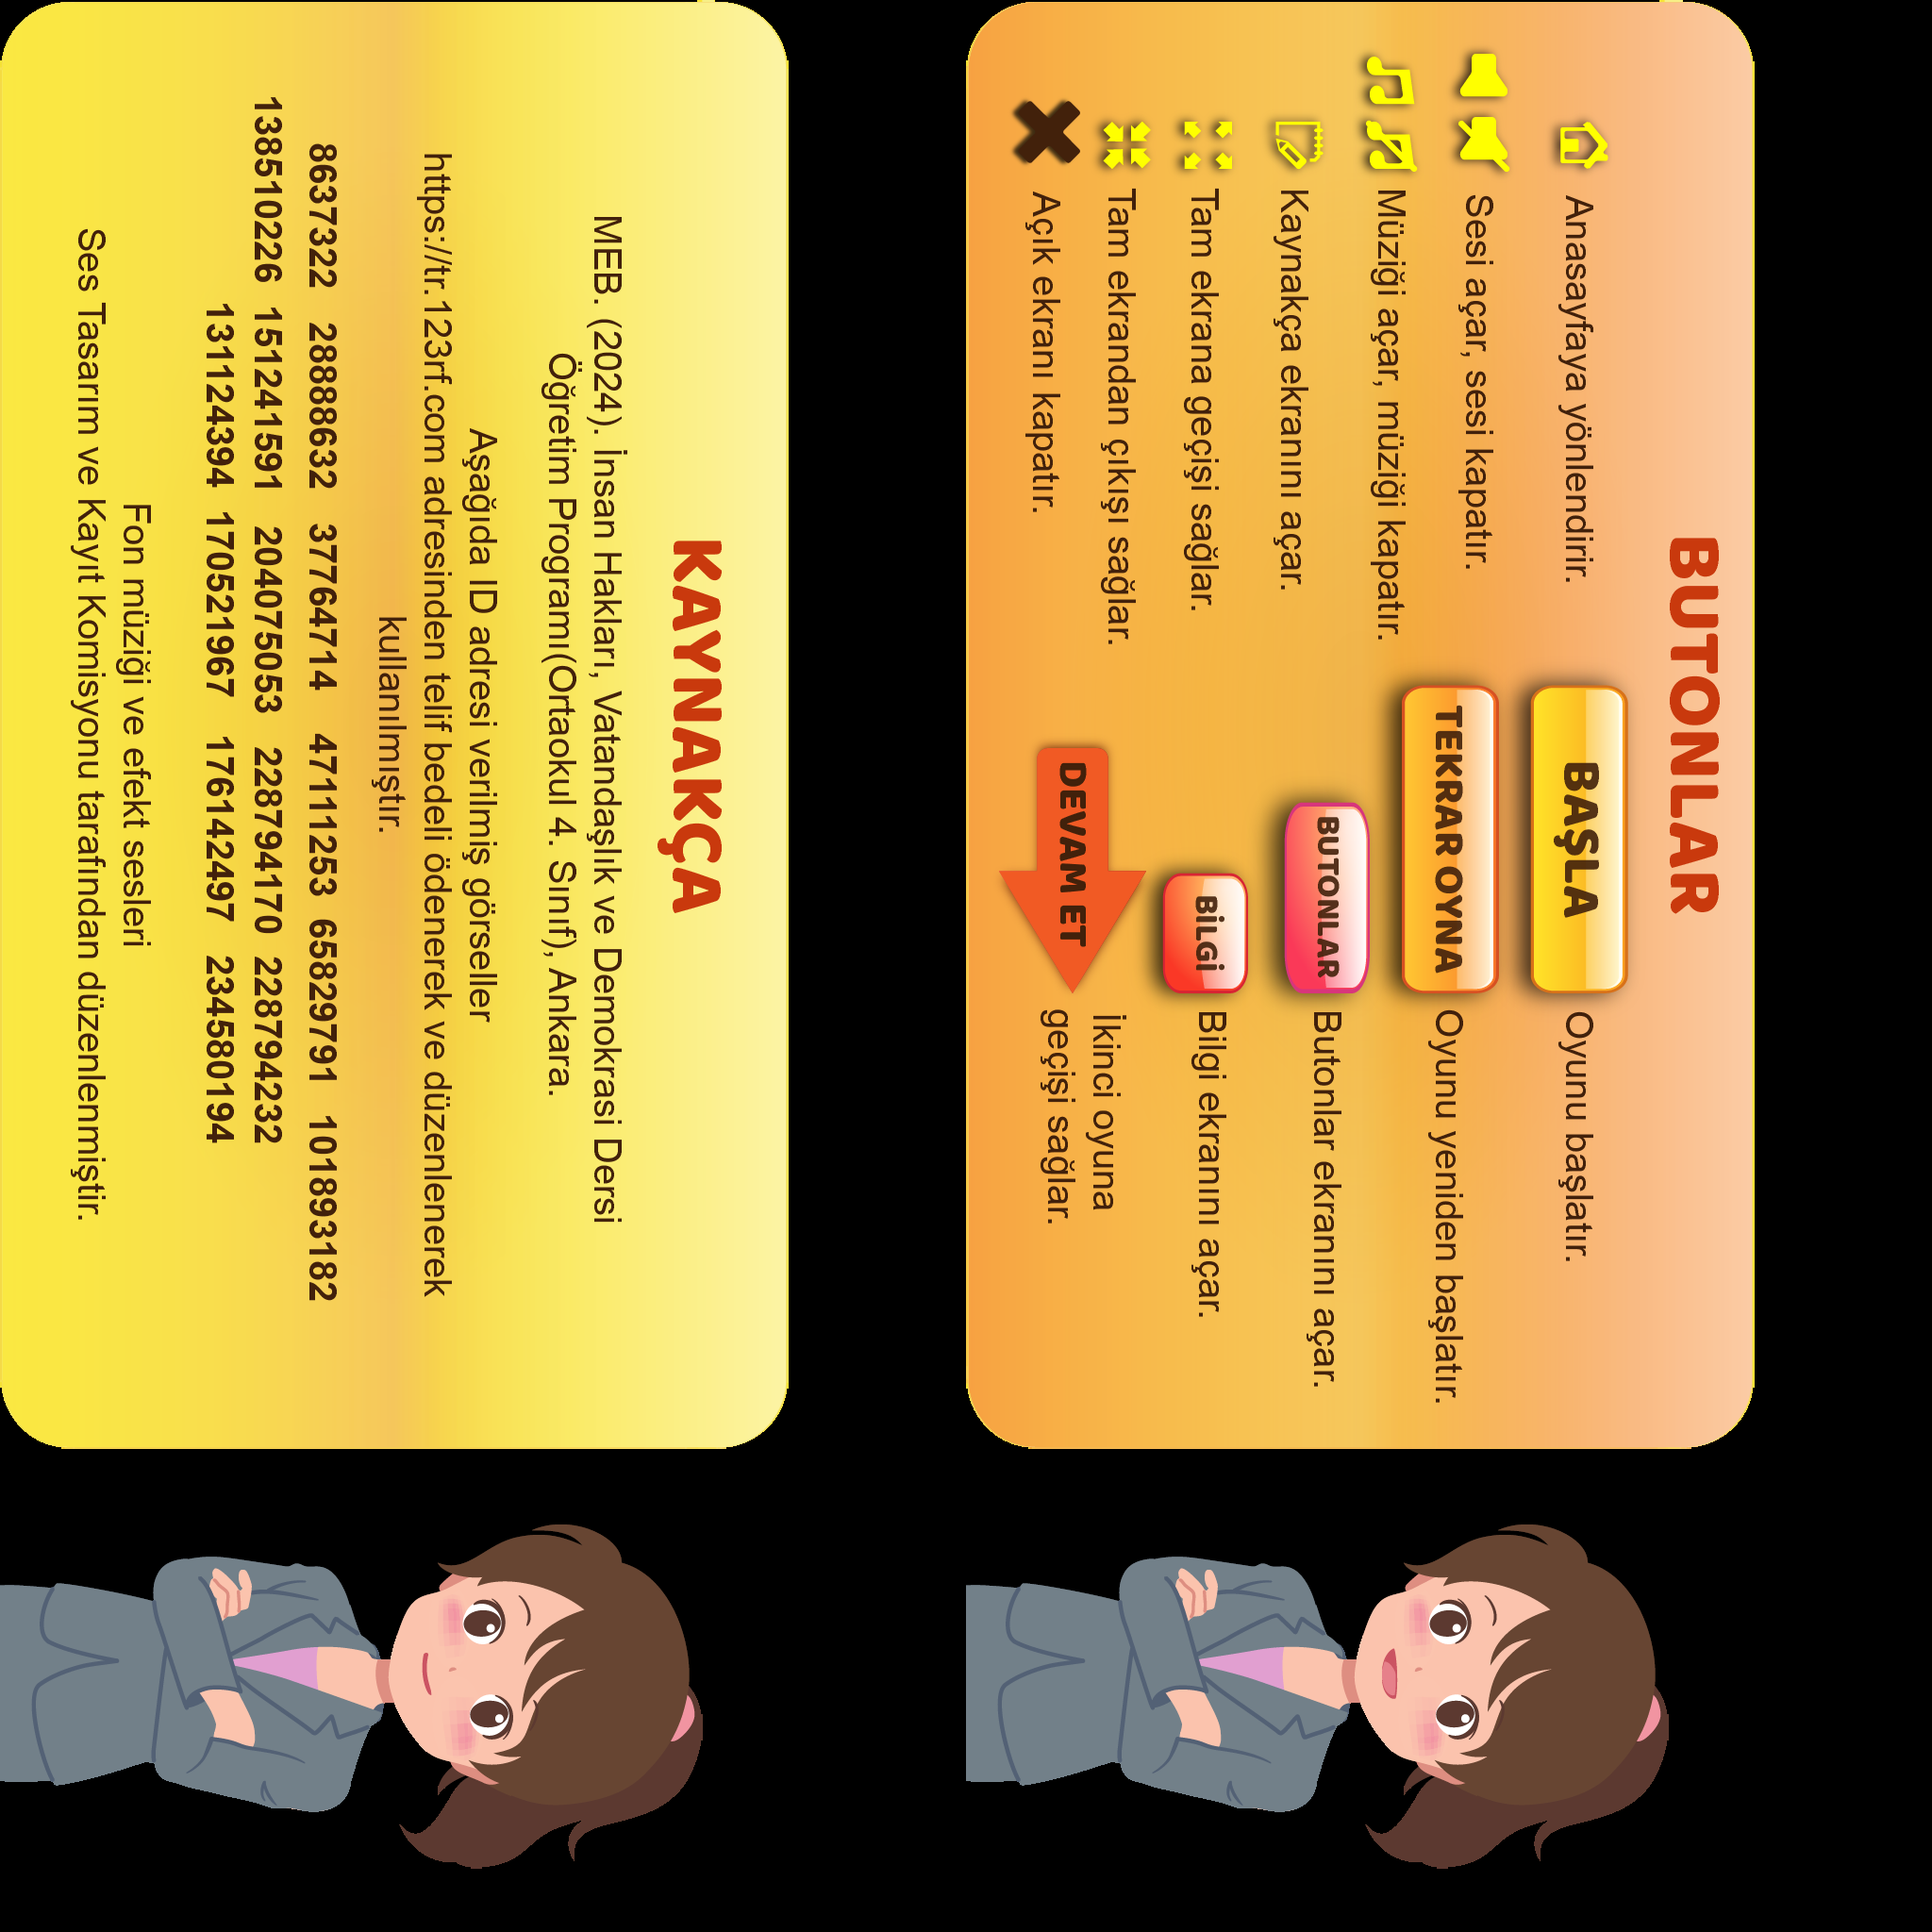 BUTONLAR
Anasayfaya yönlendirir.
Sesi açar, sesi kapatır.
Müziği açar, müziği kapatır.
Kaynakça ekranını açar.
Tam ekrana geçişi sağlar.
Tam ekrandan çıkışı sağlar.
Açık ekranı kapatır.
BAŞLA Oyunu başlatır.
TEKRAR OYNA Oyunu yeniden başlatır.
BUTONLAR Butonlar ekranını açar.
BİLGİ Bilgi ekranını açar.
DEVAM ET İkinci oyuna
geçişi sağlar.
KAYNAKÇA
MEB. (2024). İnsan Hakları, Vatandaşlık ve Demokrasi Dersi
Öğretim Programı(Ortaokul 4. Sınıf), Ankara.
Aşağıda ID adresi verilmiş görseller
https://tr.123rf.com adresinden telif bedeli ödenerek ve düzenlenerek
kullanılmıştır.
8637322 28888632 37764714 47111253 65829791 101893182
138510226 151241591 204075053 228794170 228794232
131124394 170521967 176142497 234580194
Fon müziği ve efekt sesleri
Ses Tasarım ve Kayıt Komisyonu tarafından düzenlenmiştir.